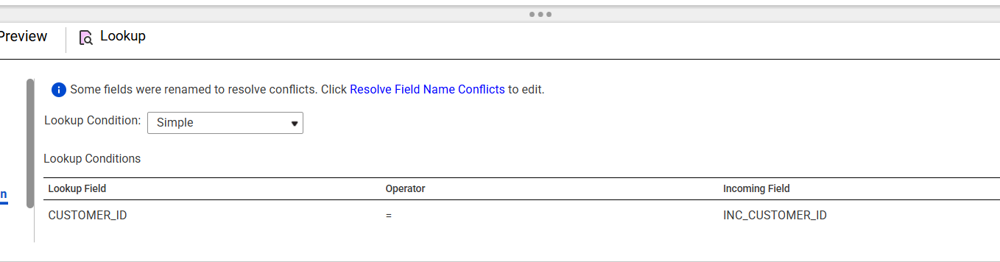 Preview
Lookup
Some fields were renamed to resolve conflicts. Click Resolve Field Name Conflicts to edit.
Lookup Condition: Simple
Lookup Conditions
Lookup Field Operator Incoming Field
n
CUSTOMER_ID = INC_CUSTOMER_ID